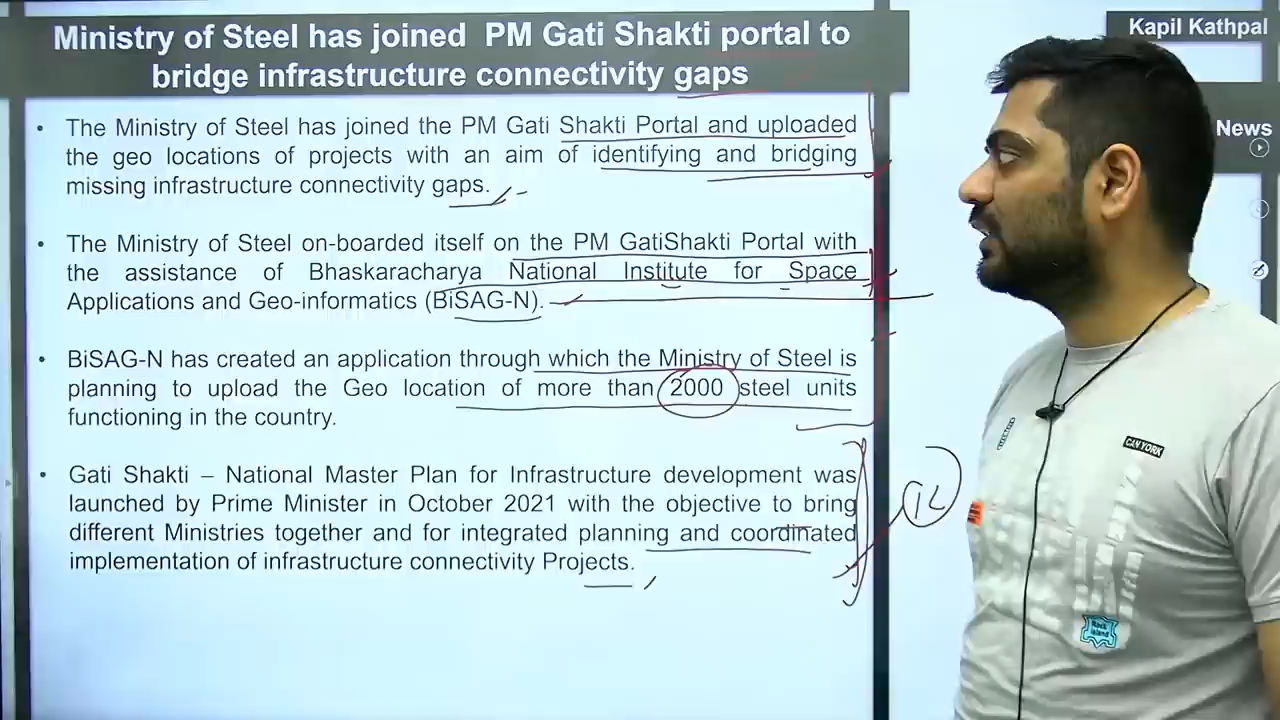 Ministry of Steel has joined PM Gati Shakti portal to
bridge infrastructure connectivity gaps
Kapil Kathpal
News
• The Ministry of Steel has joined the PM Gati Shakti Portal and uploaded
the geo locations of projects with an aim of identifying and bridging
missing infrastructure connectivity gaps.
• The Ministry of Steel on-boarded itself on the PM GatiShakti Portal with
the assistance of Bhaskaracharya National Institute for Space
Applications and Geo-informatics (BiSAG-N).
• BiSAG-N has created an application through which the Ministry of Steel is
planning to upload the Geo location of more than 2000 steel units
functioning in the country.
• Gati Shakti – National Master Plan for Infrastructure development was
launched by Prime Minister in October 2021 with the objective to bring
different Ministries together and for integrated planning and coordinated
implementation of infrastructure connectivity Projects.
CAN YORK
Rock
Island